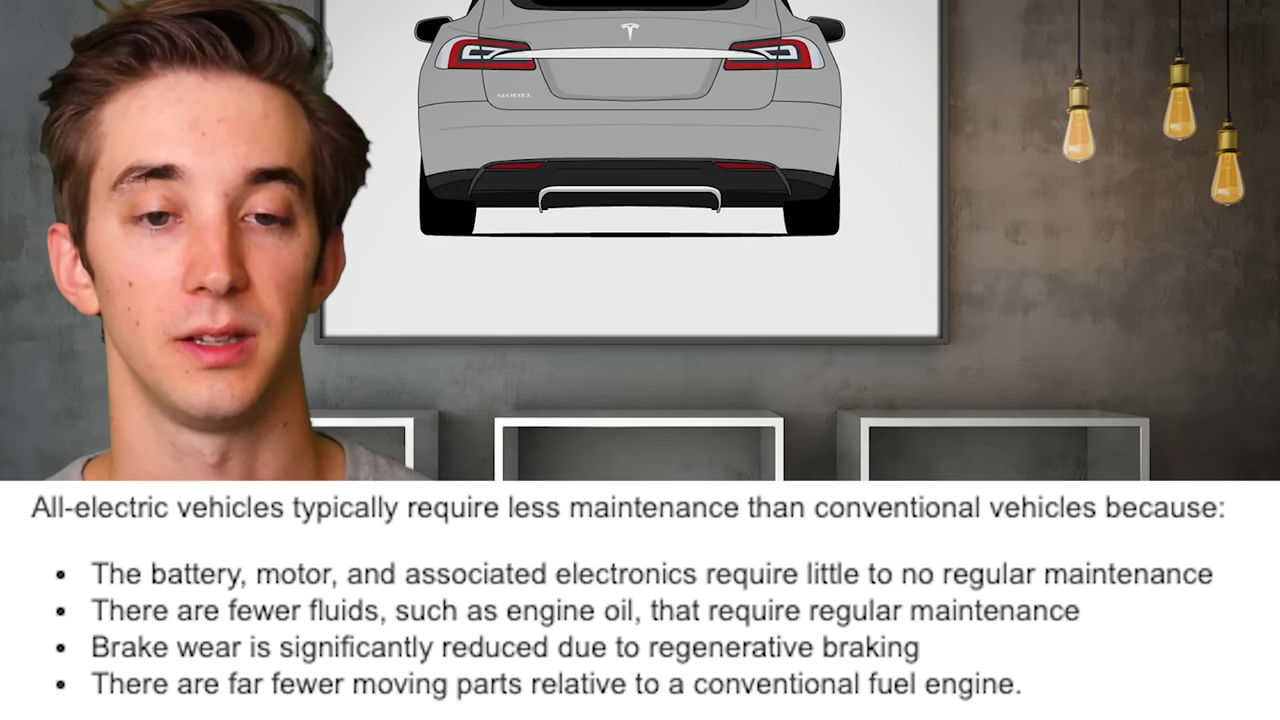 MODEL
All-electric vehicles typically require less maintenance than conventional vehicles because:
• The battery, motor, and associated electronics require little to no regular maintenance
• There are fewer fluids, such as engine oil, that require regular maintenance
• Brake wear is significantly reduced due to regenerative braking
• There are far fewer moving parts relative to a conventional fuel engine.